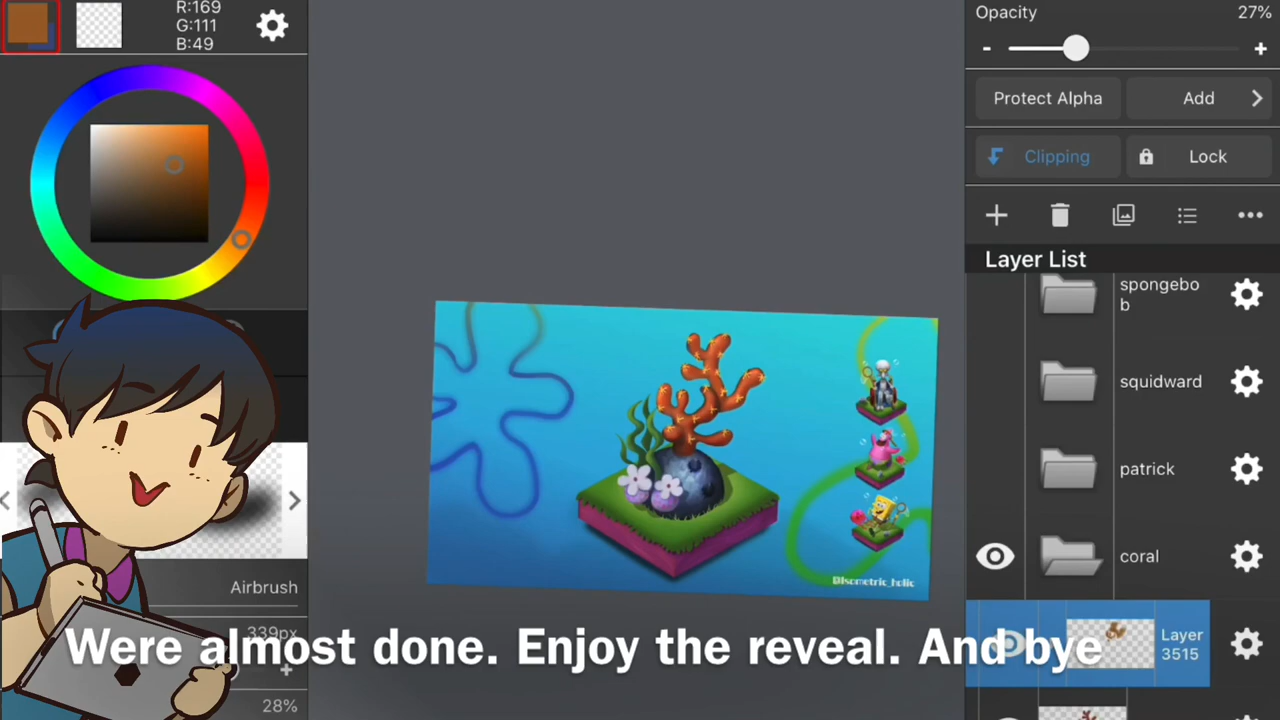 R:169
G:111
B:49
Opacity
27%
Protect Alpha
Add
Clipping
Lock
Layer List
spongebo
b
squidward
patrick
coral
Layer
3515
@isometric_holic
Airbrush
339px
28%
Were almost done. Enjoy the reveal. And bye